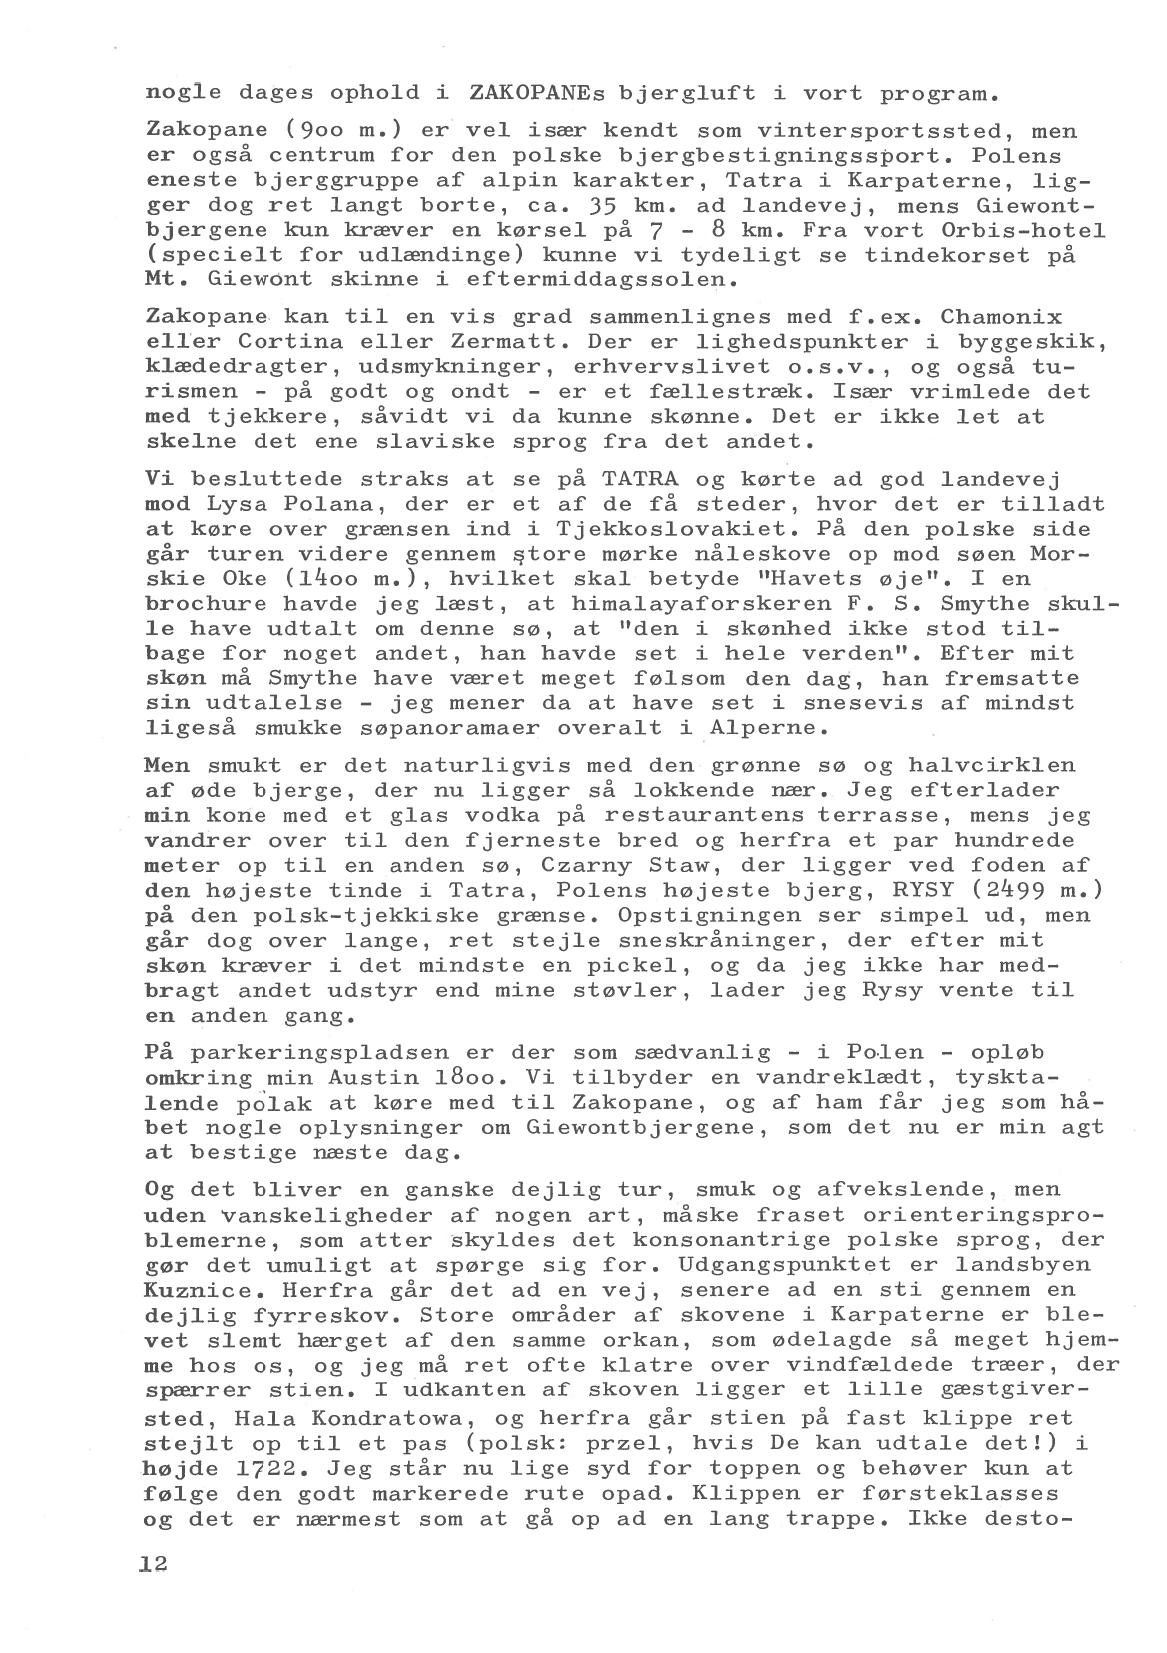 nogle dages ophold i ZAKOPANEs bjergluft i vort program.
Zakopane (9oo m.) er vel især kendt som vintersportssted, men
er også centrum for den polske bjergbestigningssport. Polens
eneste bjerggruppe af alpin karakter, Tatra i Karpaterne, lig-
ger dog ret langt borte, ca. 35 km. ad landevej, mens Giewont-
bjergene kun kræver en kørsel på 7 - 8 km. Fra vort Orbis-hotel
(specielt for udlændinge) kunne vi tydeligt se tindekorset på
Mt. Giewont skinne i eftermiddagssolen.
Zakopane kan til en vis grad sammenlignes med f.ex. Chamonix
eller Cortina eller Zermatt. Der er lighedspunkter i byggeskik,
klædedragter, udsmykninger, erhvervslivet o.s.v., og også tu-
rismen - på godt og ondt - er et fællestræk. Især vrimlede det
med tjekkere, såvidt vi da kunne skønne. Det er ikke let at
skelne det ene slaviske sprog fra det andet.
Vi besluttede straks at se på TATRA og kørte ad god landevej
mod Lysa Polana, der er et af de få steder, hvor det er tilladt
at køre over grænsen ind i Tjekkoslovakiet. På den polske side
går turen videre gennem store mørke nåleskove op mod søen Mor-
skie Oke (14oo m.), hvilket skal betyde "Havets øje". I en
brochure havde jeg læst, at himalayaforskeren F. S. Smythe skul-
le have udtalt om denne sø, at "den i skønhed ikke stod til-
bage for noget andet, han havde set i hele verden". Efter mit
skøn må Smythe have været meget følsom den dag, han fremsatte
sin udtalelse - jeg mener da at have set i snesevis af mindst
ligeså smukke søpanoramaer overalt i Alperne.
Men smukt er det naturligvis med den grønne sø og halvcirklen
af øde bjerge, der nu ligger så lokkende nær. Jeg efterlader
min kone med et glas vodka på restaurantens terrasse, mens jeg
vandrer over til den fjerneste bred og herfra et par hundrede
meter op til en anden sø, Czarny Staw, der ligger ved foden af
den højeste tinde i Tatra, Polens højeste bjerg, RYSY (2499 m.)
på den polsk-tjekkiske grænse. Opstigningen ser simpel ud, men
går dog over lange, ret stejle sneskråninger, der efter mit
skøn kræver i det mindste en pickel, og da jeg ikke har med-
bragt andet udstyr end mine støvler, lader jeg Rysy vente til
en anden gang.
På parkeringspladsen er der som sædvanlig - i Polen - opløb
omkring min Austin 18oo. Vi tilbyder en vandreklædt, tyskta-
lende polak at køre med til Zakopane, og af ham får jeg som hå-
bet nogle oplysninger om Giewontbjergene, som det nu er min agt
at bestige næste dag.
Og det bliver en ganske dejlig tur, smuk og afvekslende, men
uden vanskeligheder af nogen art, måske fraset orienteringspro-
blemerne, som atter skyldes det konsonantrige polske sprog, der
gør det umuligt at spørge sig for. Udgangspunktet er landsbyen
Kuznice. Herfra går det ad en vej, senere ad en sti gennem en
dejlig fyrreskov. Store områder af skovene i Karpaterne er ble-
vet slemt hærget af den samme orkan, som ødelagde så meget hjem-
me hos os, og jeg må ret ofte klatre over vindfældede træer, der
spærrer stien. I udkanten af skoven ligger et lille gæstgiver-
sted, Hala Kondratowa, og herfra går stien på fast klippe ret
stejlt op til et pas (polsk: przel, hvis De kan udtale det!) i
højde 1722. Jeg står nu lige syd for toppen og behøver kun at
følge den godt markerede rute opad. Klippen er førsteklasses
og det er nærmest som at gå op ad en lang trappe. Ikke desto-
12